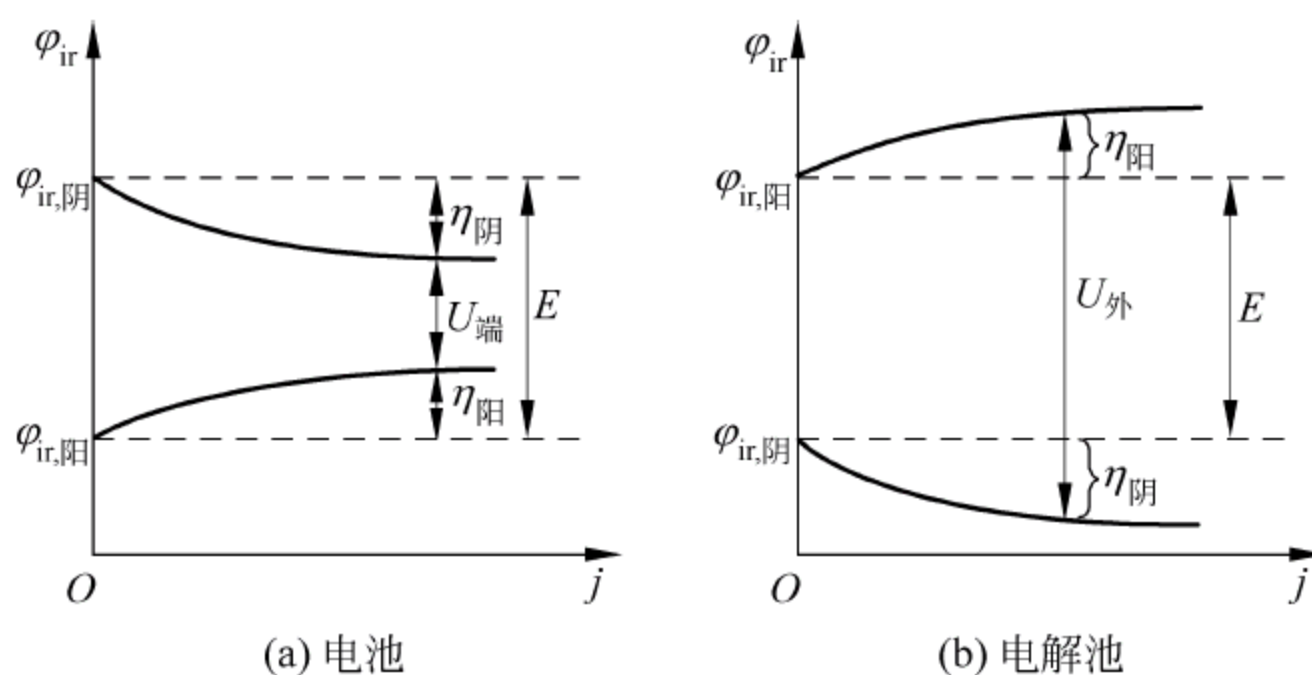 φir φir
φir,阴 φir,阳
η阴 η阳
U端 E U外 E
η阳
φir,阳 φir,阴
η阴
O j O j
(a) 电池 (b) 电解池